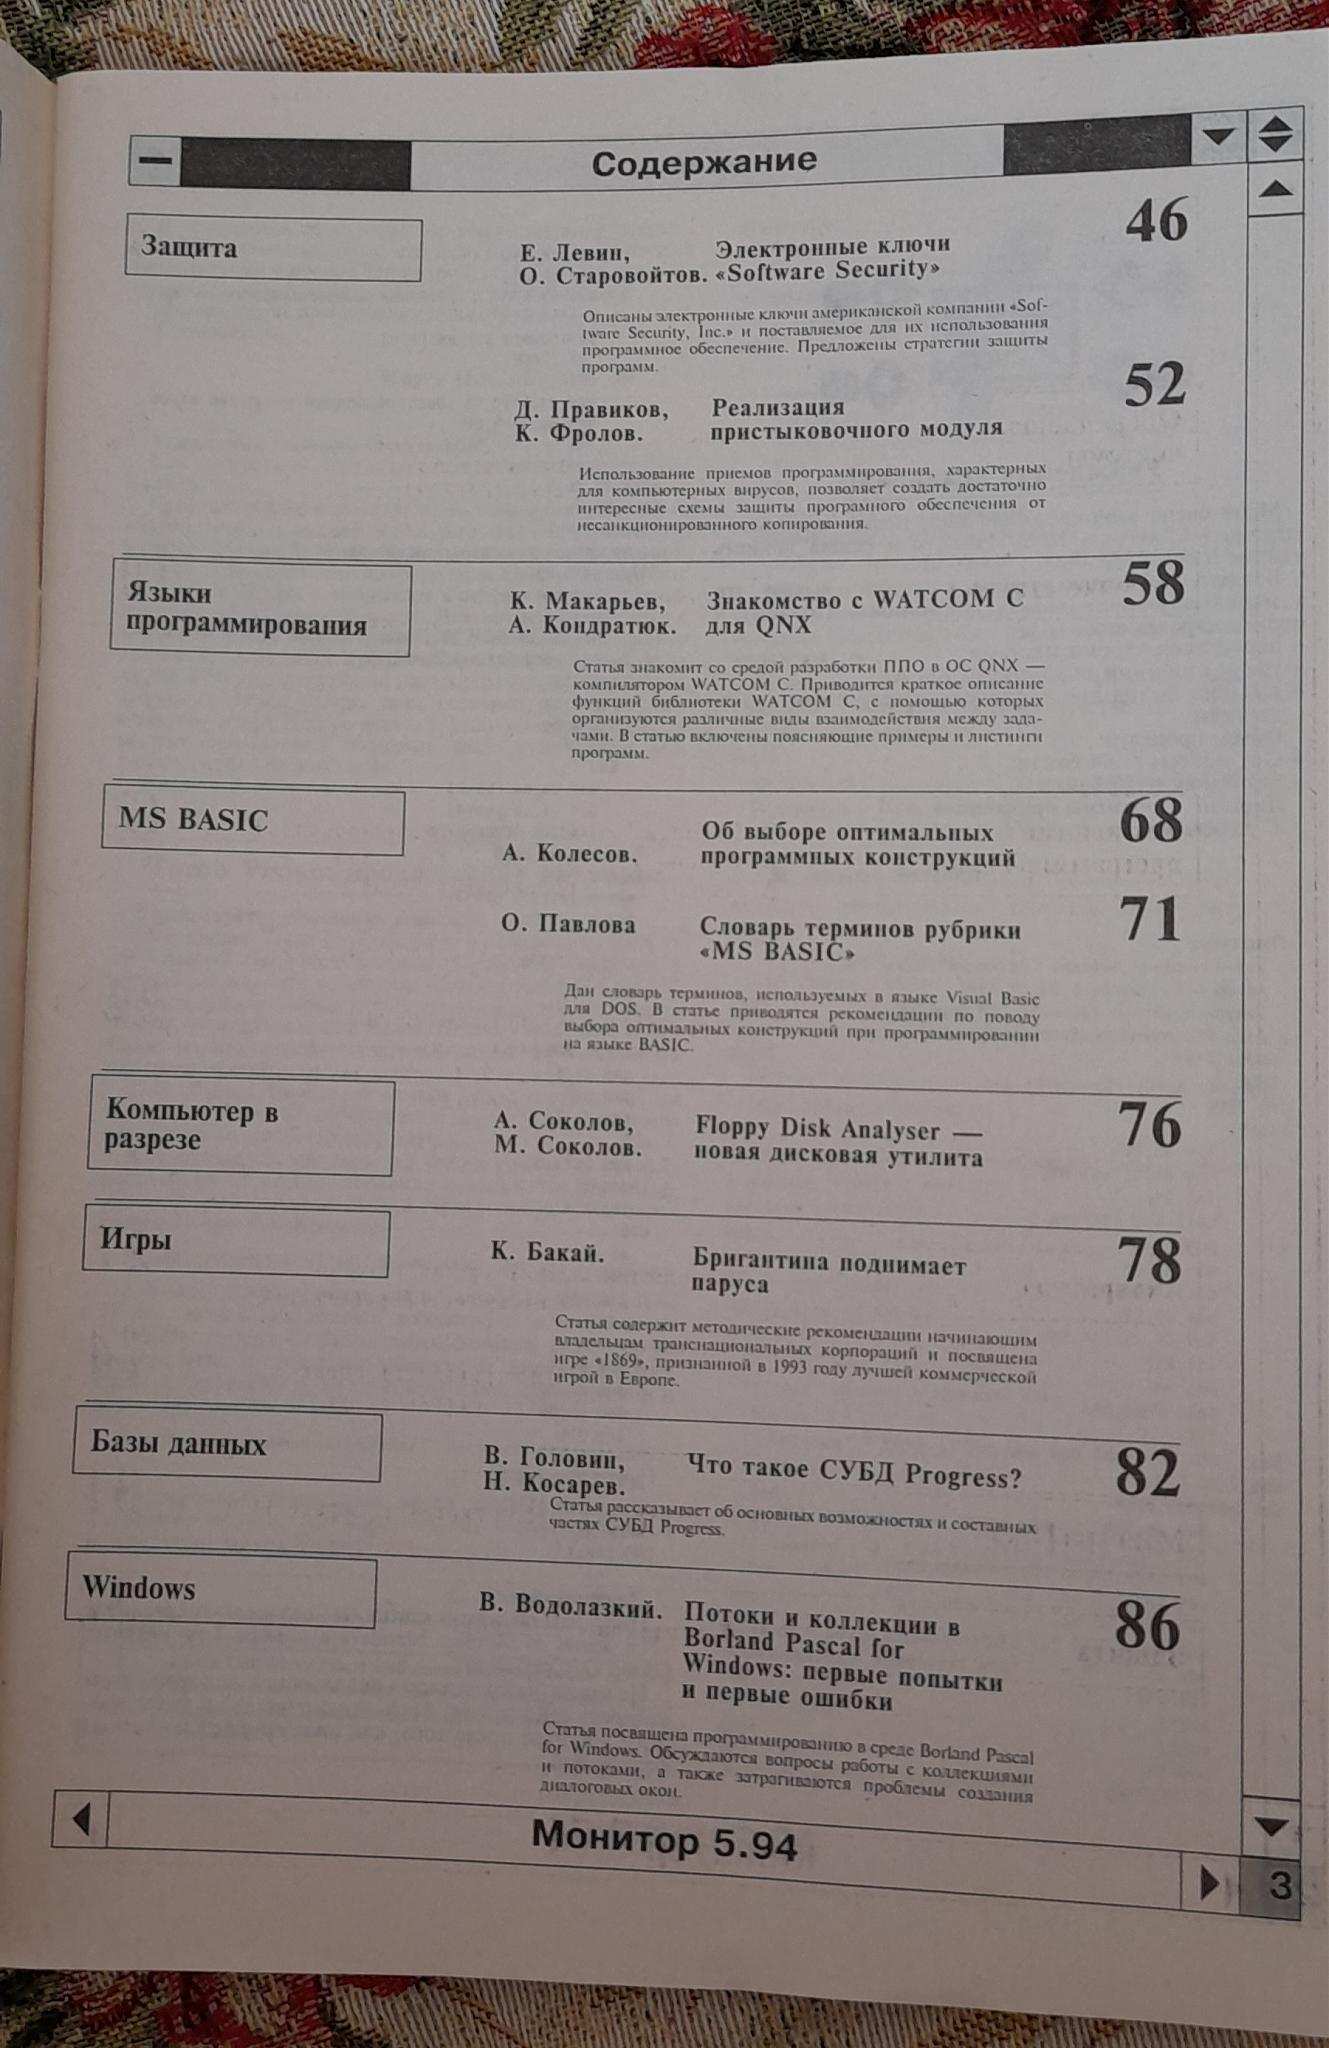 Содержание
Защита
46
Е. Левин, Электронные ключи
О. Старовойтов. «Software Security»
Описаны электронные ключи американской компании «Sof-
tware Security, Inc.» и поставляемое для их использования
программное обеспечение. Предложены стратегии защиты
программ.
52
Д. Правиков, Реализация
К. Фролов. пристыковочного модуля
Использование приемов программирования, характерных
для компьютерных вирусов, позволяет создать достаточно
интересные схемы защиты програмного обеспечения от
несанкционированного копирования.
Языки
программирования
58
К. Макарьев, Знакомство с WATCOM C
А. Кондратюк. для QNX
Статья знакомит со средой разработки ППО в ОС QNX —
компилятором WATCOM C. Приводится краткое описание
функций библиотеки WATCOM C, с помощью которых
организуются различные виды взаимодействия между зада-
чами. В статью включены поясняющие примеры и листинги
программ.
MS BASIC
68
Об выборе оптимальных
А. Колесов. программных конструкций
71
О. Павлова Словарь терминов рубрики
«MS BASIC»
Дан словарь терминов, используемых в языке Visual Basic
для DOS. В статье приводятся рекомендации по поводу
выбора оптимальных конструкций при программировании
на языке BASIC.
Компьютер в
разрезе
76
А. Соколов, Floppy Disk Analyser —
М. Соколов. новая дисковая утилита
Игры
78
К. Бакай. Бригантина поднимает
паруса
Статья содержит методические рекомендации начинающим
владельцам транснациональных корпораций и посвящена
игре «1869», признанной в 1993 году лучшей коммерческой
игрой в Европе.
Базы данных
82
В. Головин, Что такое СУБД Progress?
Н. Косарев.
Статья рассказывает об основных возможностях и составных
частях СУБД Progress.
Windows
86
В. Водолазкий. Потоки и коллекции в
Borland Pascal for
Windows: первые попытки
и первые ошибки
Статья посвящена программированию в среде Borland Pascal
for Windows. Обсуждаются вопросы работы с коллекциями
и потоками, а также затрагиваются проблемы создания
диалоговых окон.
Монитор 5.94
3